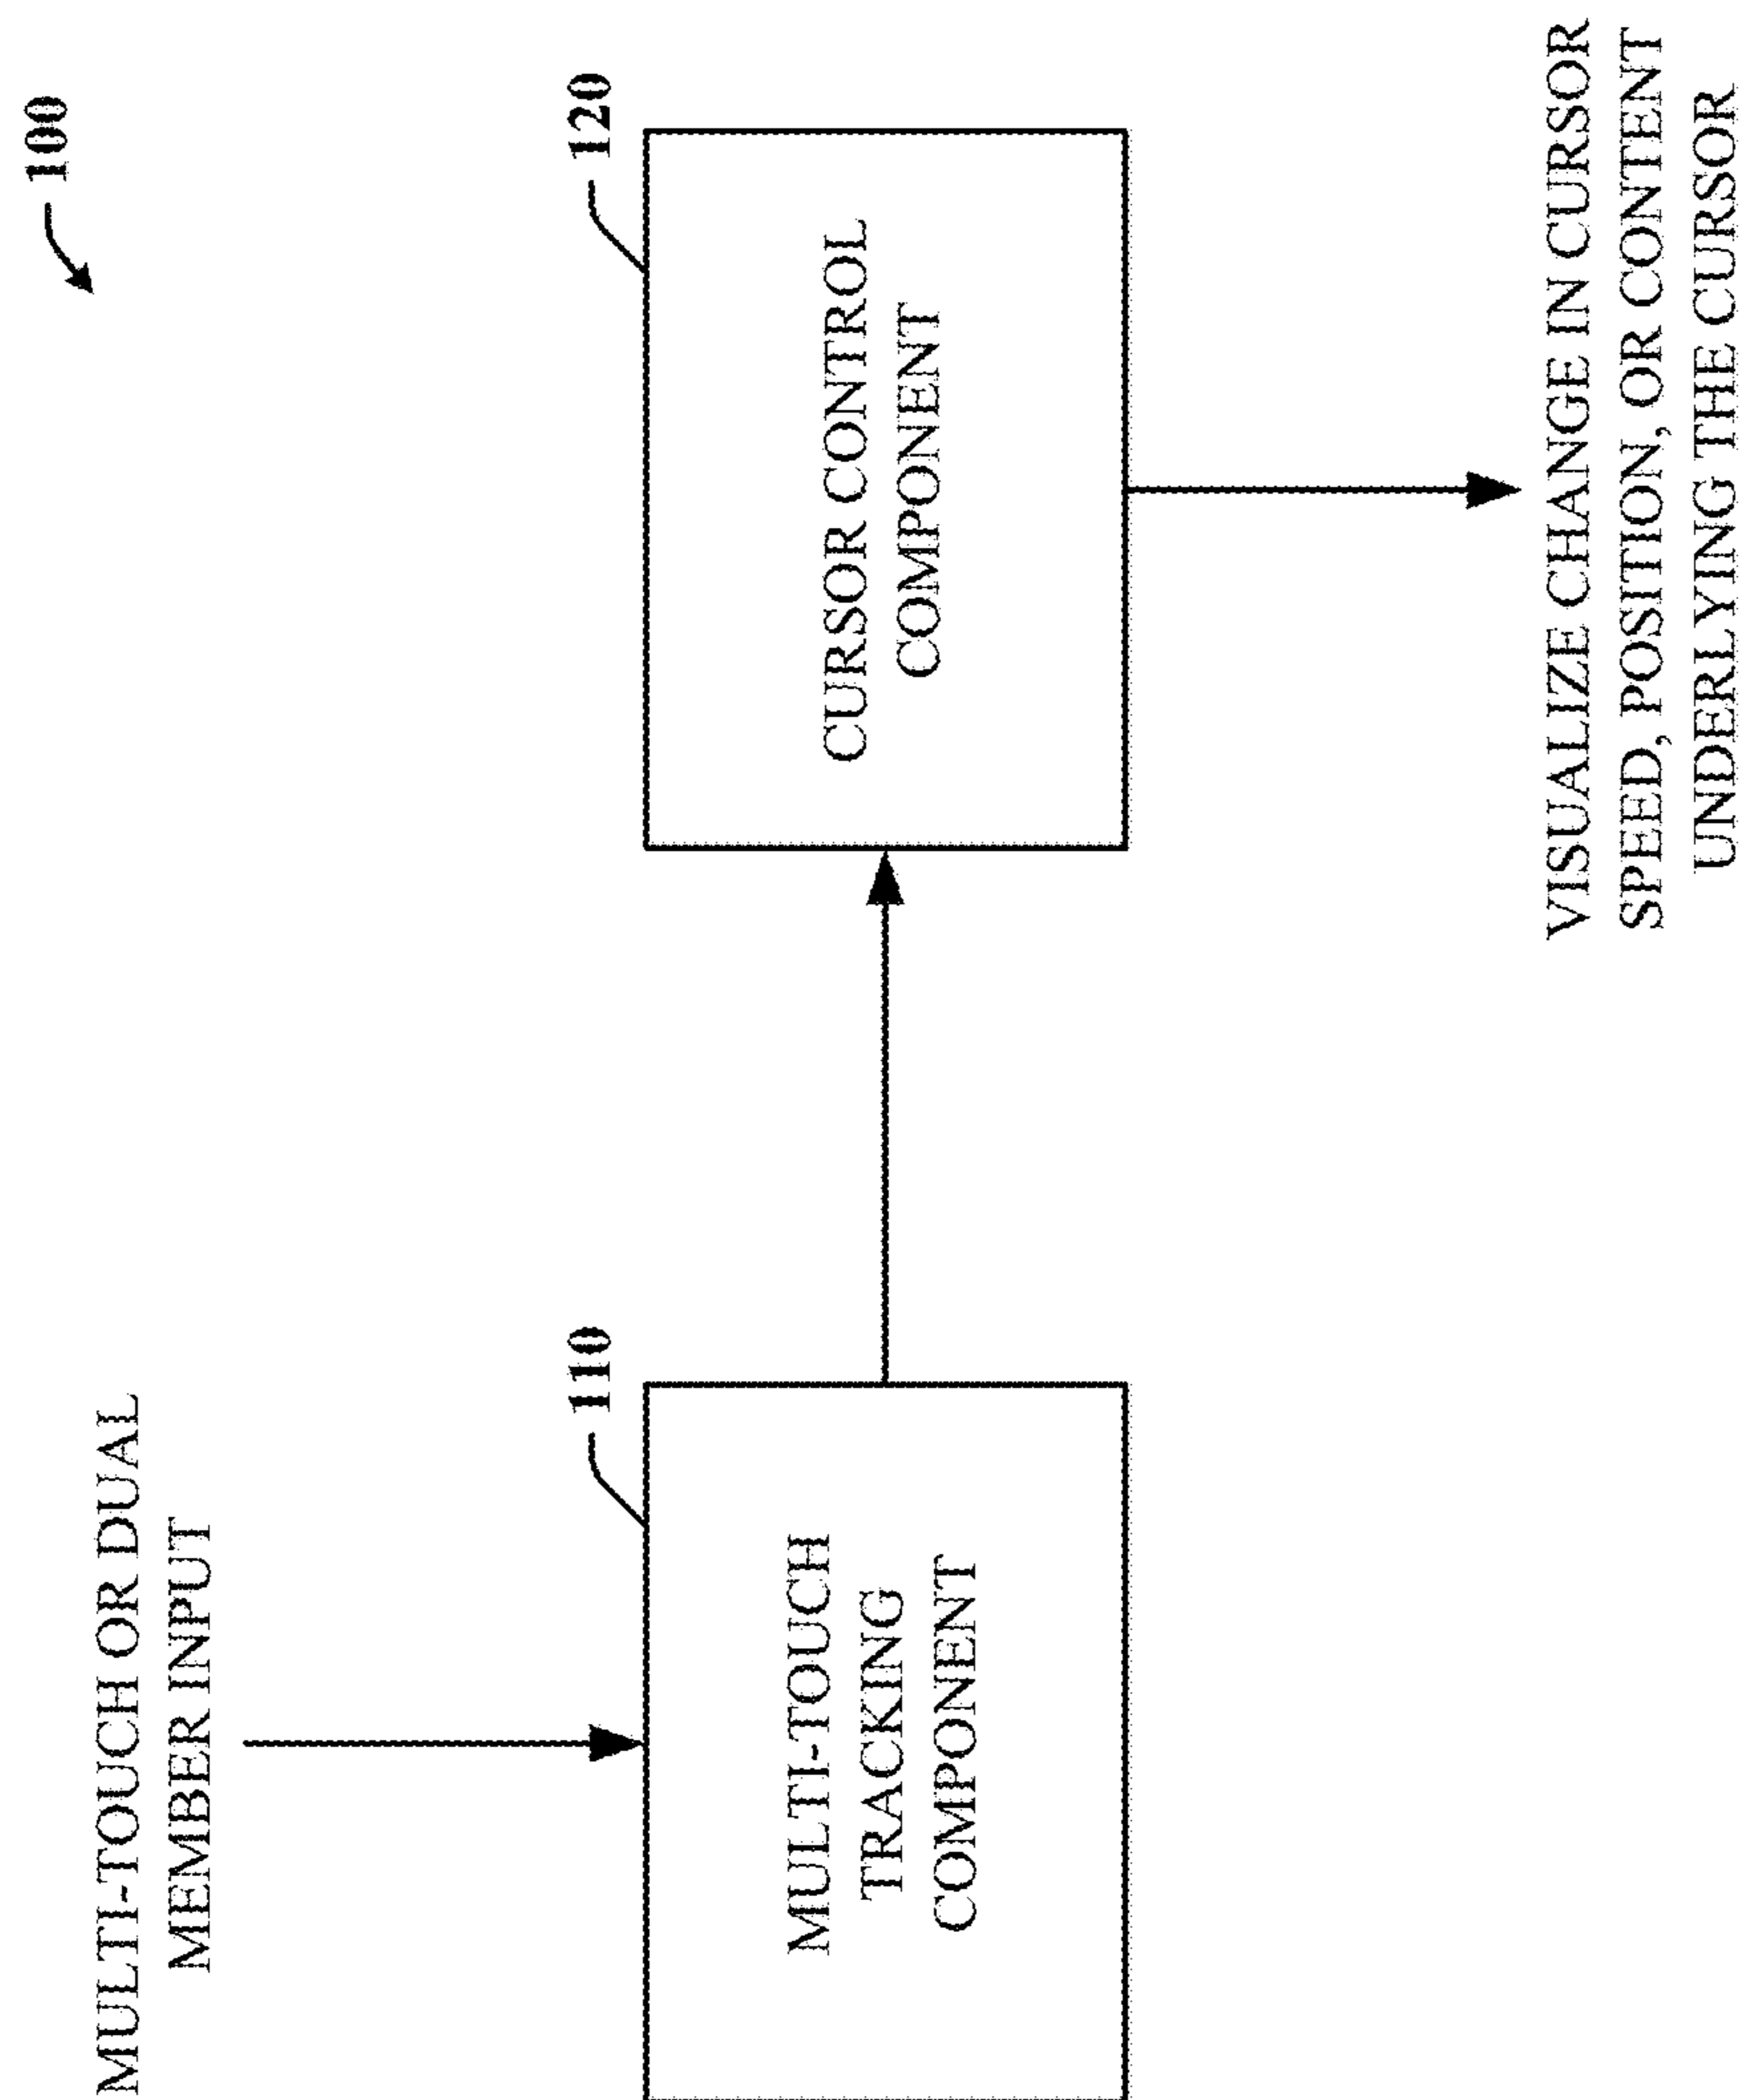 100
MULTI-TOUCH OR DUAL
MEMBER INPUT
110
MULTI-TOUCH
TRACKING
COMPONENT
120
CURSOR CONTROL
COMPONENT
VISUALIZE CHANGE IN CURSOR
SPEED, POSITION, OR CONTENT
UNDERLYING THE CURSOR